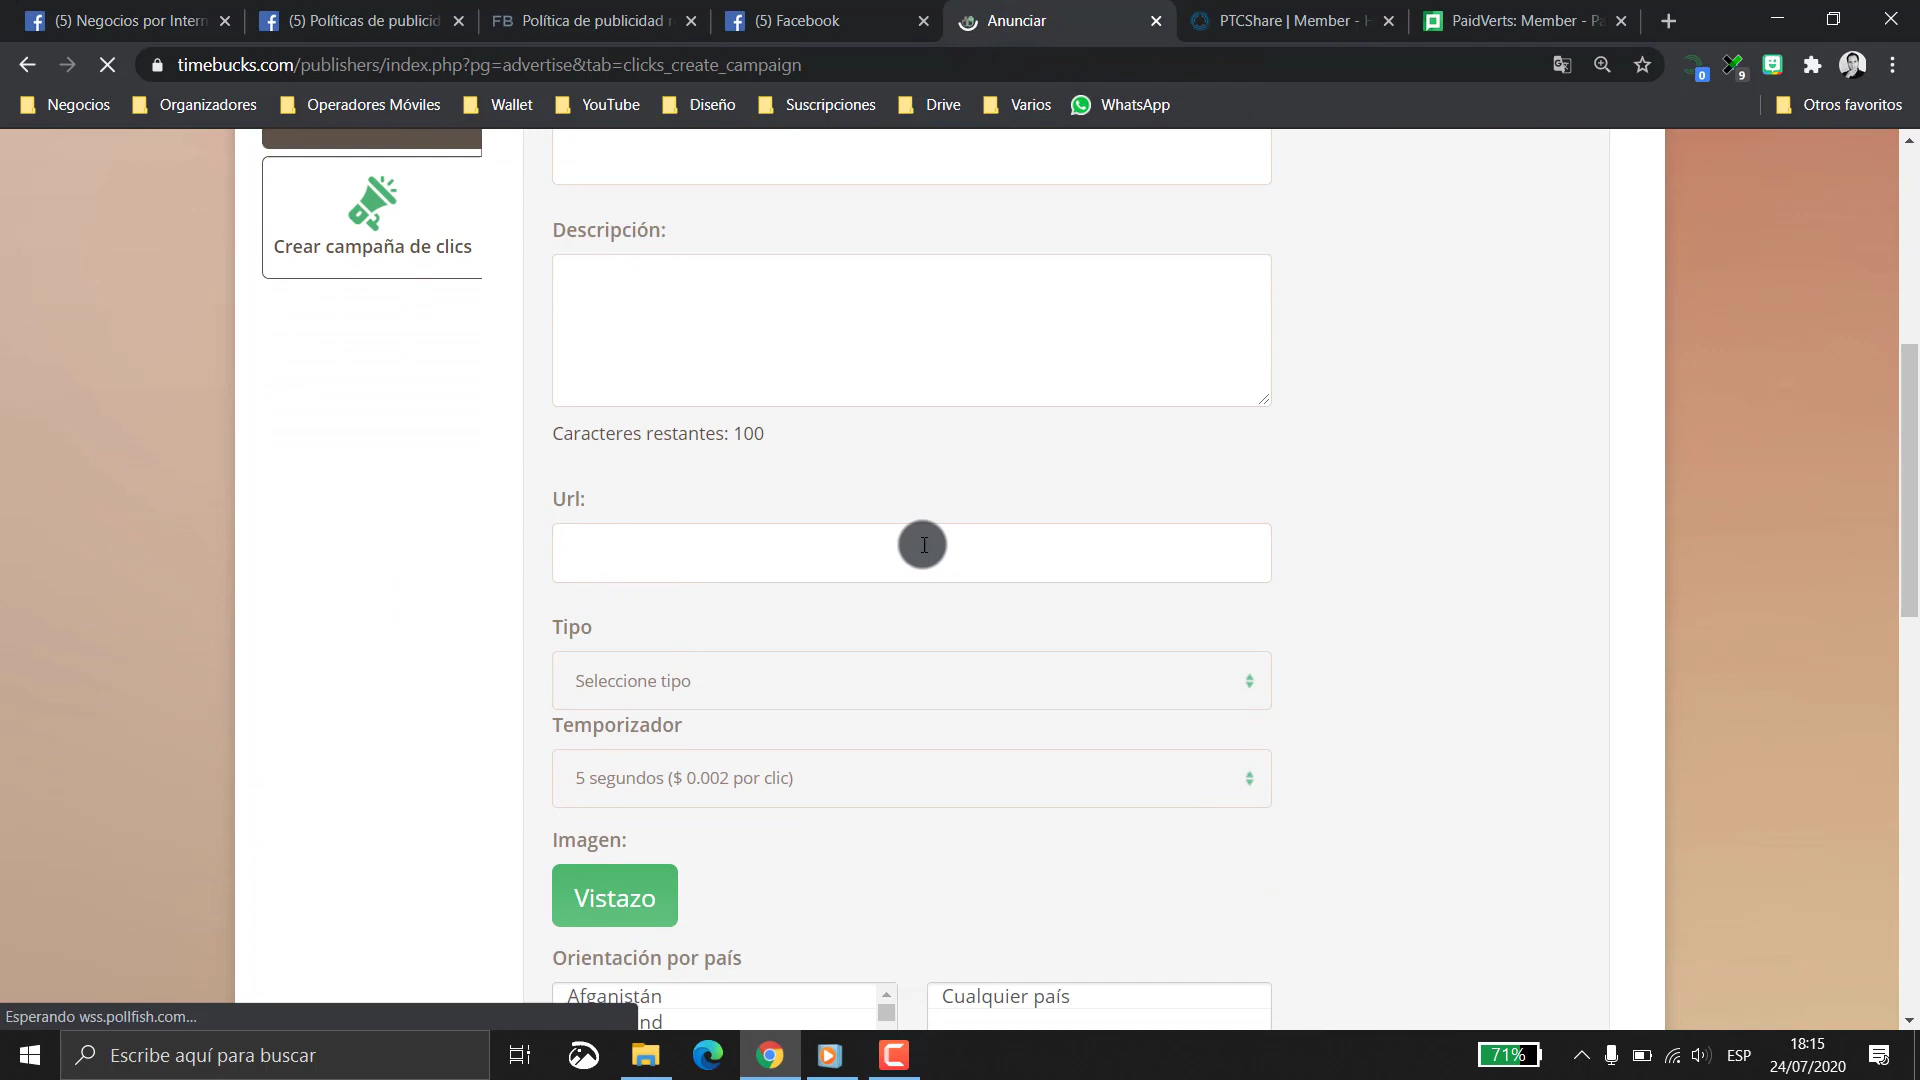 (5) Negocios por Intern
(5) Políticas de publicid
FB Política de publicidad r
(5) Facebook
Anunciar
PTCShare | Member - H
PaidVerts: Member - Pa
timebucks.com/publishers/index.php?pg=advertise&tab=clicks_create_campaign
0
9
Negocios
Organizadores
Operadores Móviles
Wallet
YouTube
Diseño
Suscripciones
Drive
Varios
WhatsApp
Otros favoritos
Crear campaña de clics
Descripción:
Caracteres restantes: 100
Url:
Tipo
Seleccione tipo
Temporizador
5 segundos ($ 0.002 por clic)
Imagen:
Vistazo
Orientación por país
Afganistán
Cualquier país
nd
Esperando wss.pollfish.com...
Escribe aquí para buscar
71%
ESP
18:15
24/07/2020